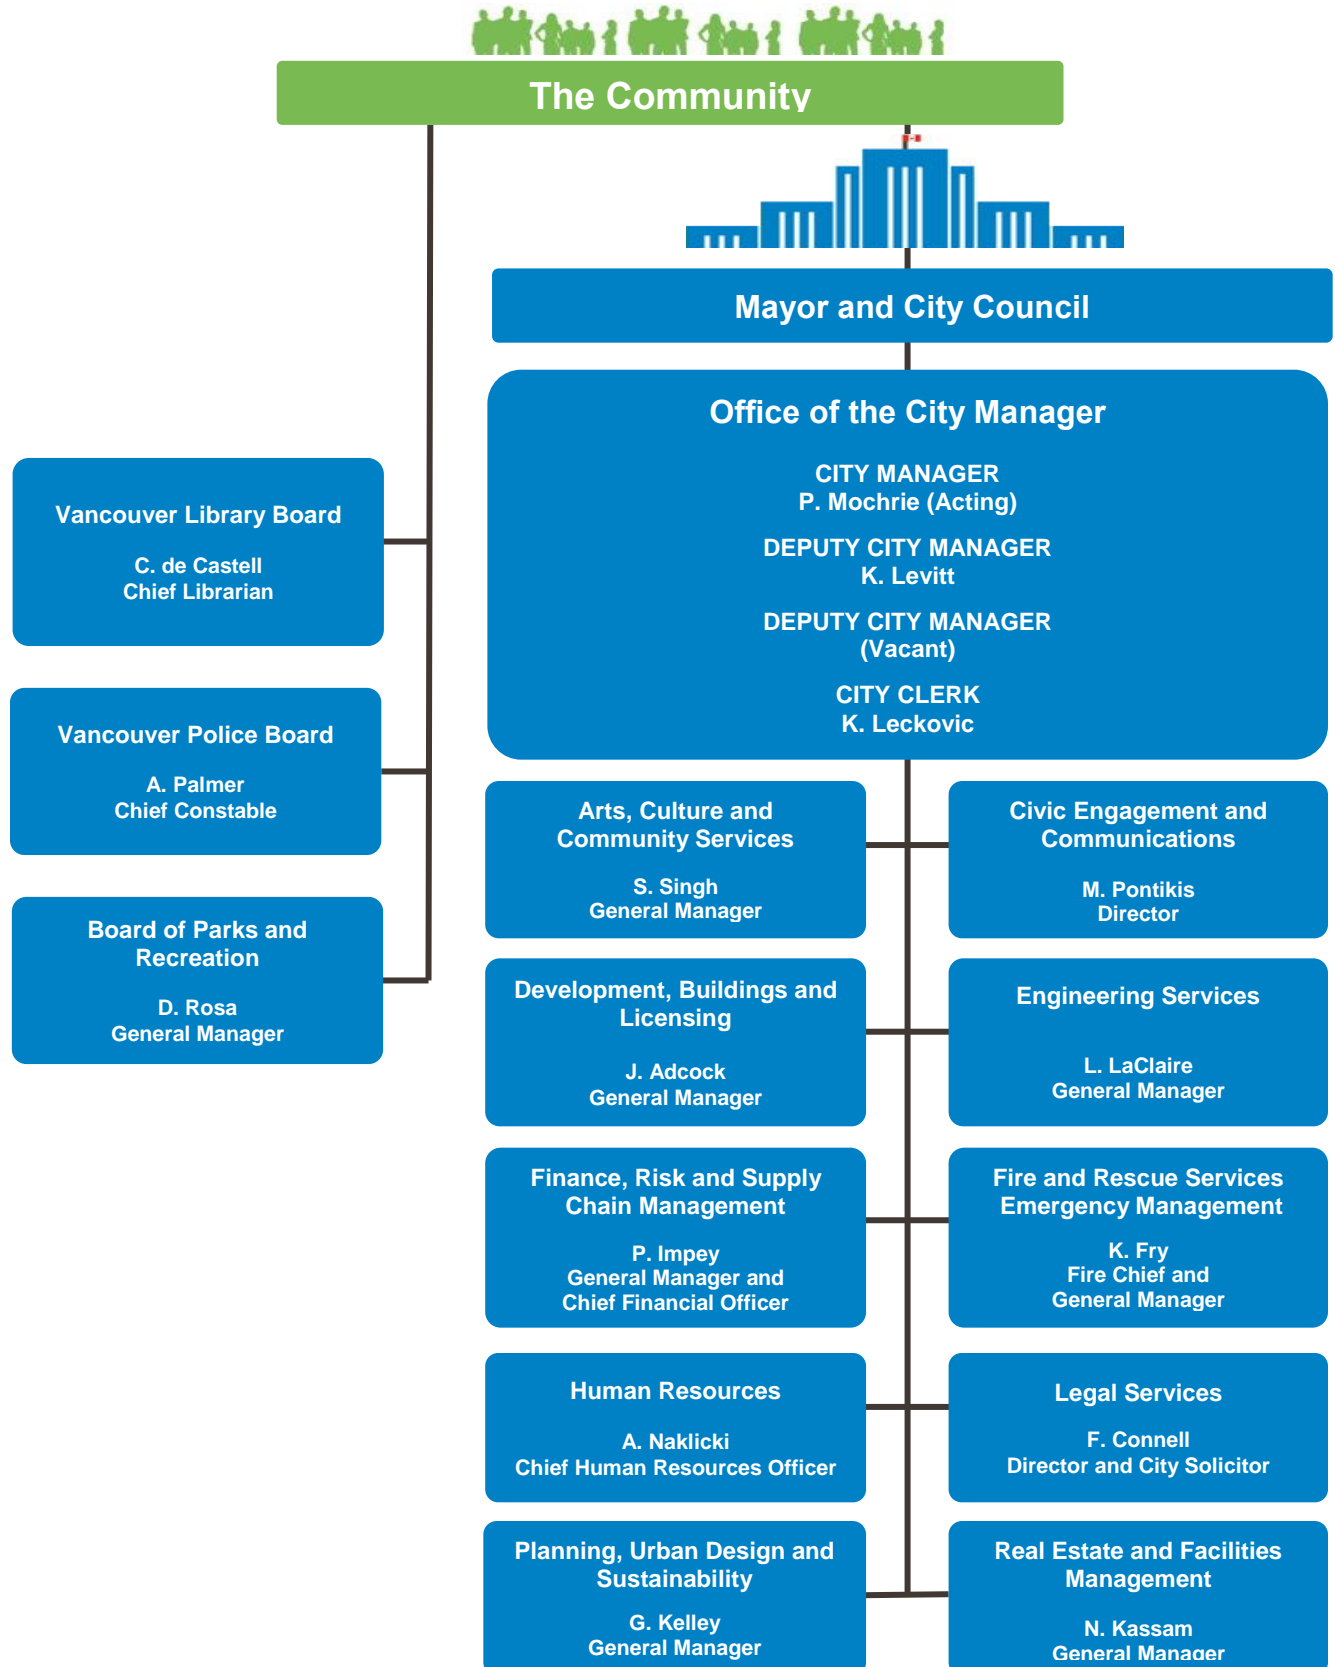 The Community
Mayor and City Council
Office of the City Manager
CITY MANAGER
P. Mochrie (Acting)
DEPUTY CITY MANAGER
K. Levitt
DEPUTY CITY MANAGER
(Vacant)
CITY CLERK
K. Leckovic
Vancouver Library Board
C. de Castell
Chief Librarian
Vancouver Police Board
A. Palmer
Chief Constable
Board of Parks and
Recreation
D. Rosa
General Manager
Arts, Culture and
Community Services
S. Singh
General Manager
Civic Engagement and
Communications
M. Pontikis
Director
Development, Buildings and
Licensing
J. Adcock
General Manager
Engineering Services
L. LaClaire
General Manager
Finance, Risk and Supply
Chain Management
P. Impey
General Manager and
Chief Financial Officer
Fire and Rescue Services
Emergency Management
K. Fry
Fire Chief and
General Manager
Human Resources
A. Naklicki
Chief Human Resources Officer
Legal Services
F. Connell
Director and City Solicitor
Planning, Urban Design and
Sustainability
G. Kelley
General Manager
Real Estate and Facilities
Management
N. Kassam
General Manager